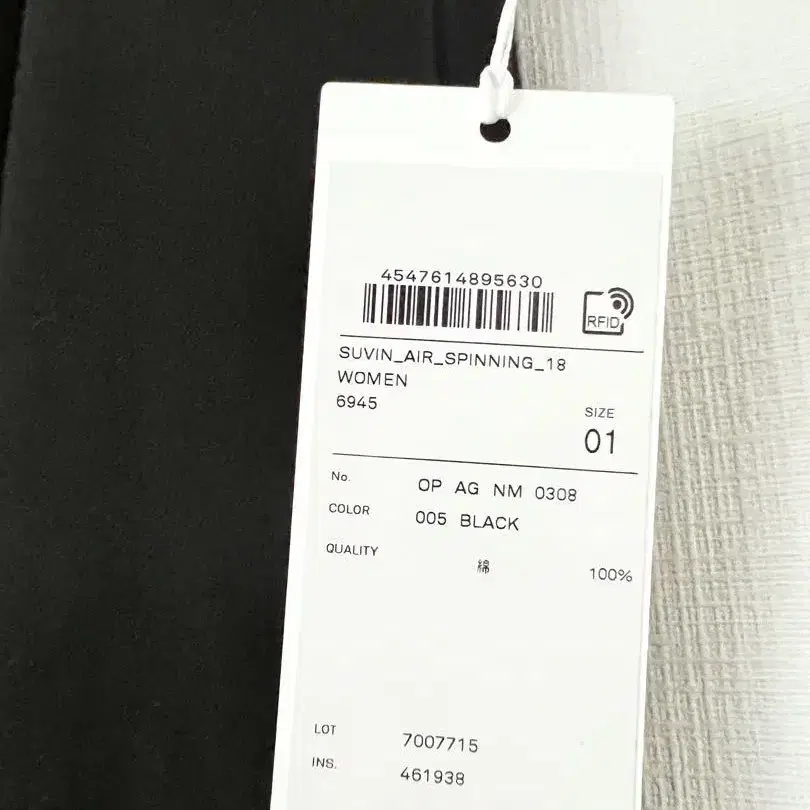 4547614895630
RFID
SUVIN_AIR_SPINNING_18
WOMEN
6945
SIZE
01
No. OP AG NM 0308
COLOR 005 BLACK
QUALITY 綿 100%
LOT 7007715
INS. 461938